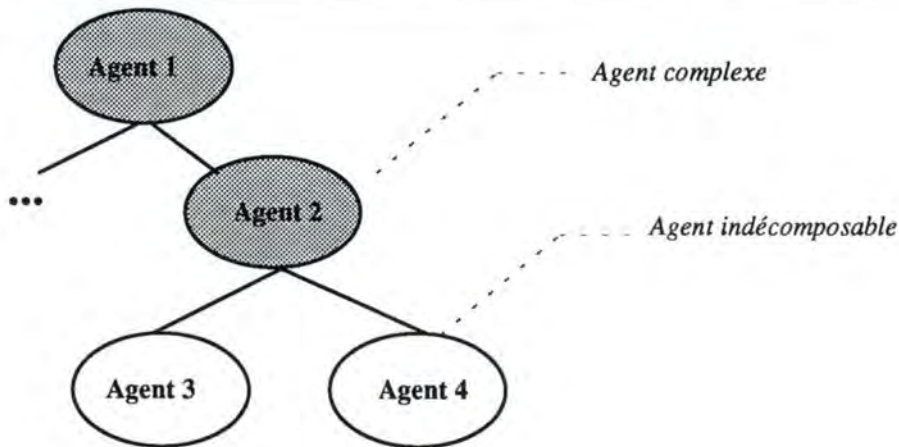 Agent 1
Agent complexe
...
Agent 2
Agent indécomposable
Agent 3
Agent 4